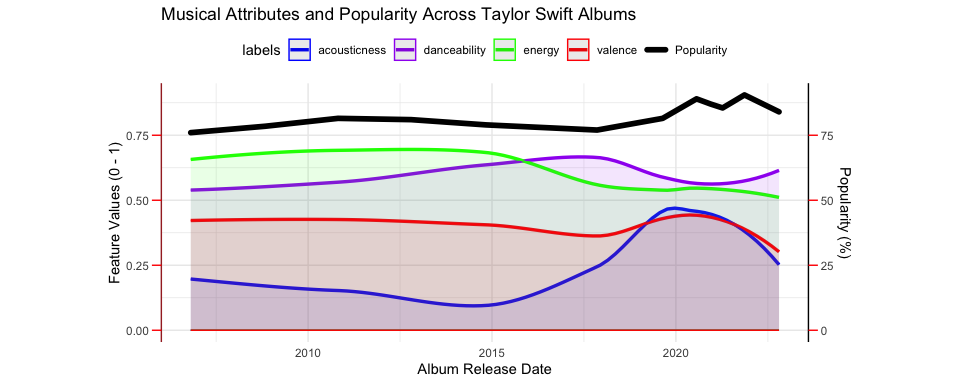 Musical Attributes and Popularity Across Taylor Swift Albums
labels acousticness danceability energy valence Popularity
Feature Values (0 - 1)
0.75
0.50
0.25
0.00
75
50
25
0
Popularity (%)
2010 2015 2020
Album Release Date